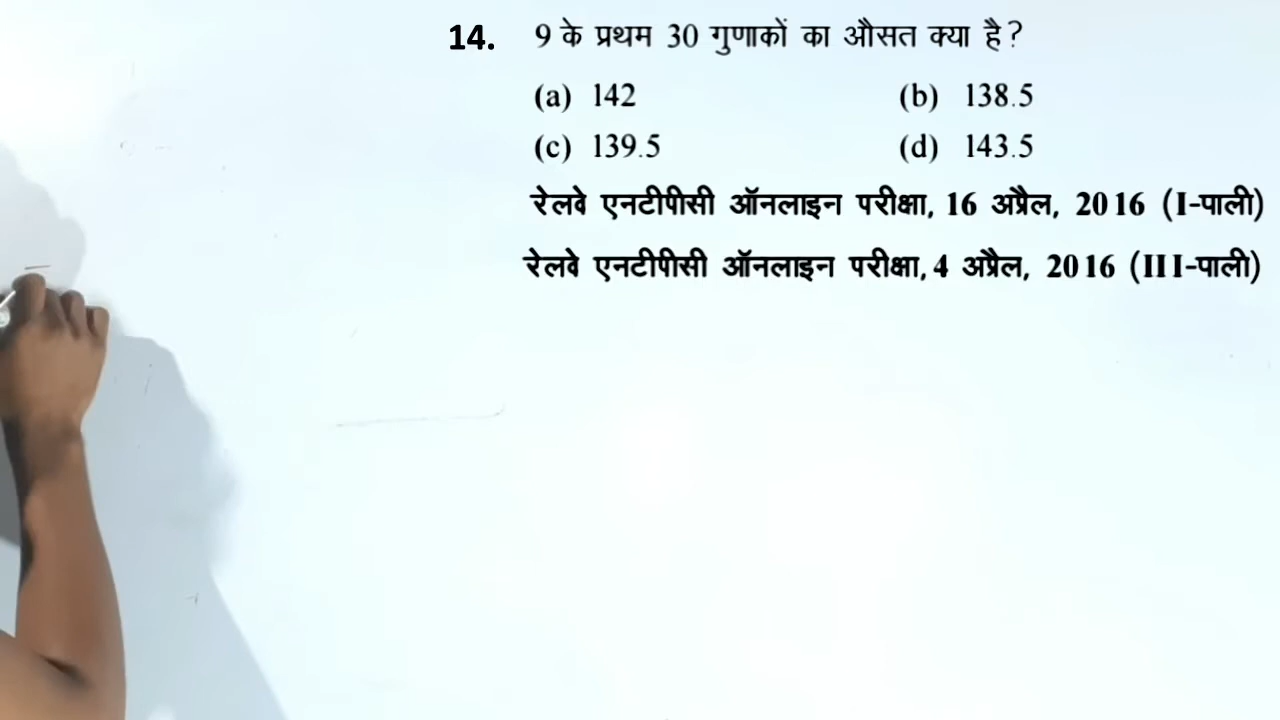 14. 9 के प्रथम 30 गुणाकों का औसत क्या है?
(a) 142 (b) 138.5
(c) 139.5 (d) 143.5
रेलवे एनटीपीसी ऑनलाइन परीक्षा, 16 अप्रैल, 2016 (I-पाली)
रेलवे एनटीपीसी ऑनलाइन परीक्षा, 4 अप्रैल, 2016 (III-पाली)